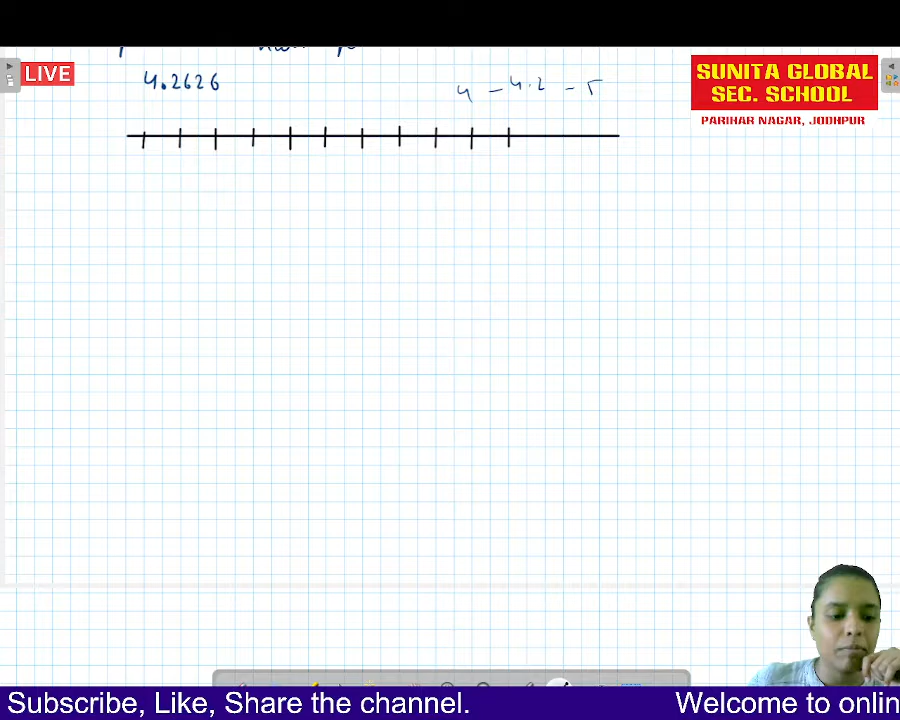 LIVE
4.2626
4 – 4.2 – 5
SUNITA GLOBAL
SEC. SCHOOL
PARIHAR NAGAR, JODHPUR
Subscribe, Like, Share the channel.
Welcome to onlin